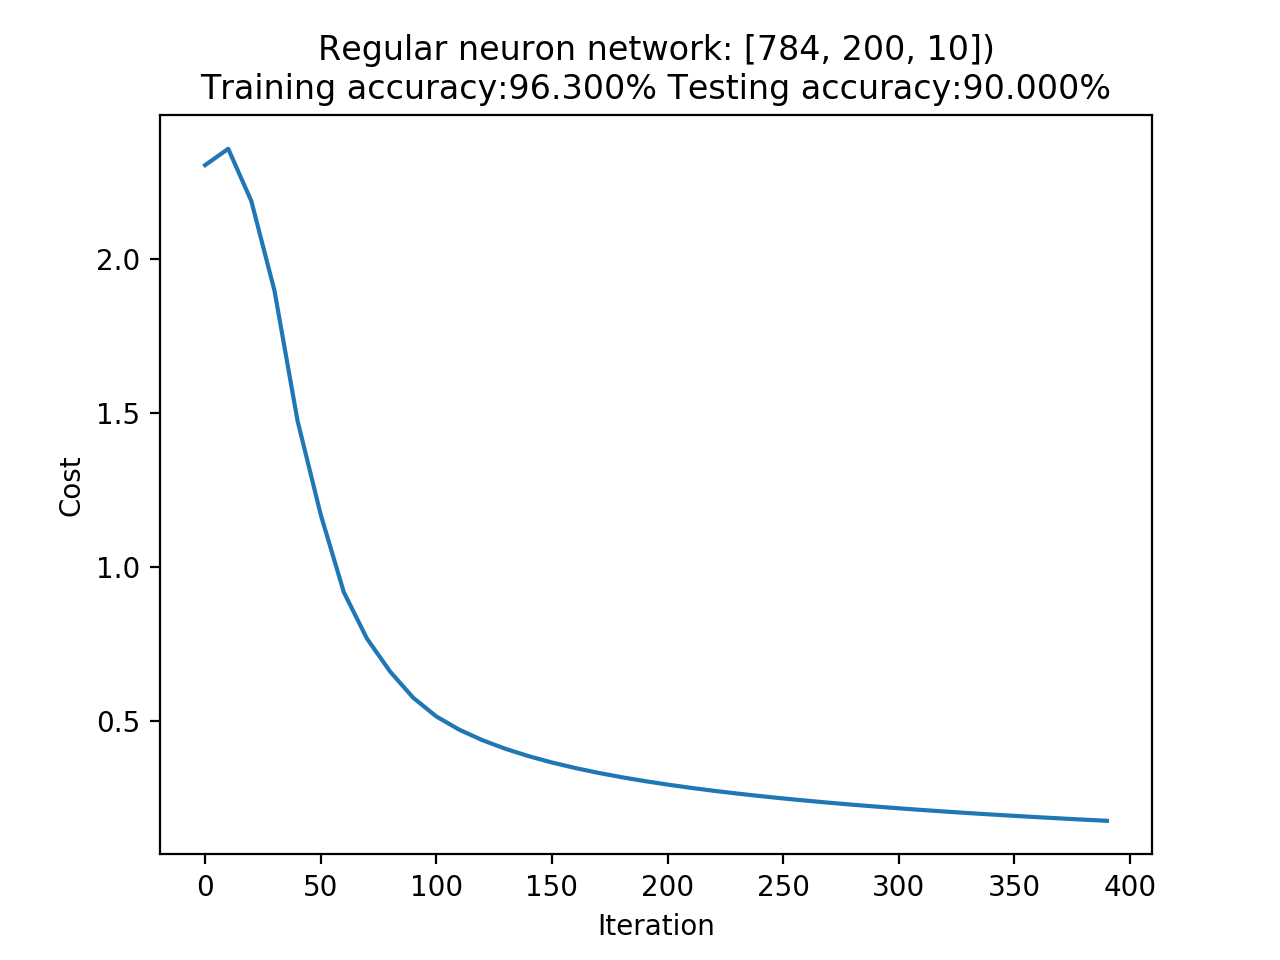 Regular neuron network: [784, 200, 10])
Training accuracy:96.300% Testing accuracy:90.000%
2.0
1.5
1.0
0.5
Cost
0 50 100 150 200 250 300 350 400
Iteration